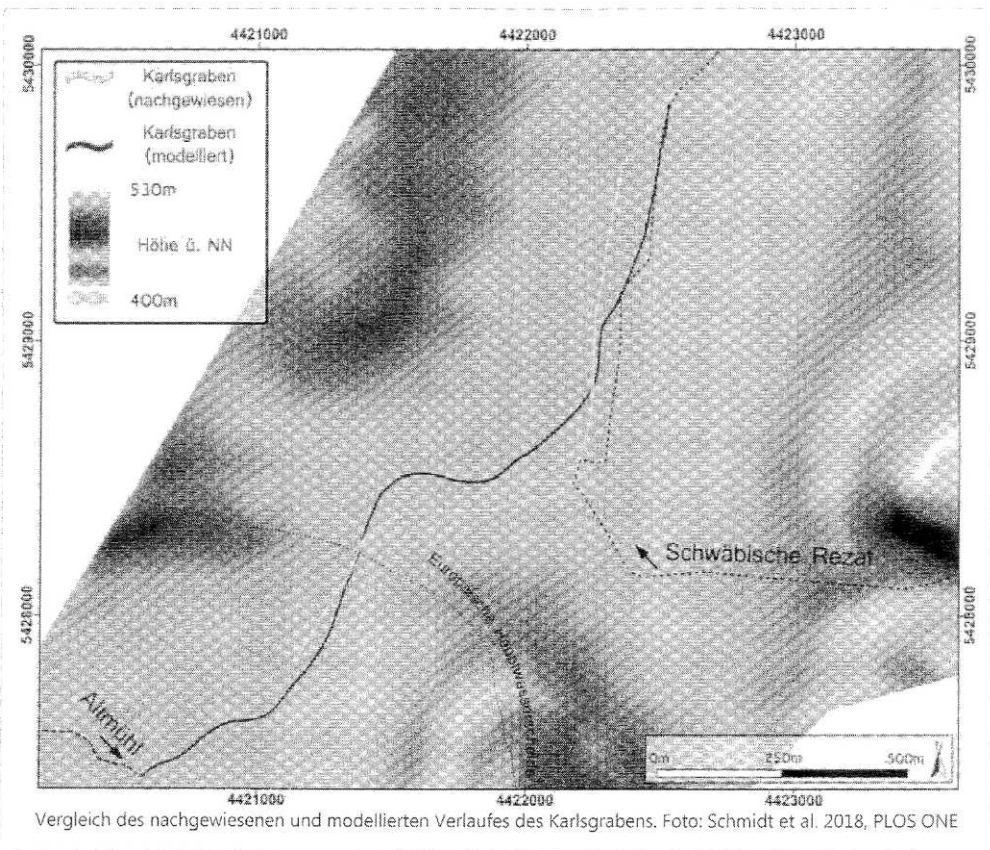 4421000 4422000 4423000
5430000
5430000
Karlsgraben
(nachgewiesen)
Karlsgraben
(modelliert)
530m
Höhe ü. NN
400m
5429000
5429000
Schwäbische Rezat
Europäische Hauptwasserscheide
5428000
5428000
Altmühl
0m 250m 500m
N
4421000 4422000 4423000
Vergleich des nachgewiesenen und modellierten Verlaufes des Karlsgrabens. Foto: Schmidt et al. 2018, PLOS ONE